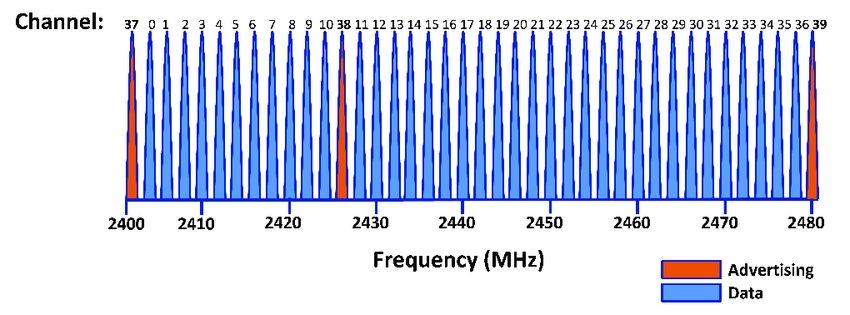 Channel: 37 0 1 2 3 4 5 6 7 8 9 10 38 11 12 13 14 15 16 17 18 19 20 21 22 23 24 25 26 27 28 29 30 31 32 33 34 35 36 39
2400 2410 2420 2430 2440 2450 2460 2470 2480
Frequency (MHz)
Advertising
Data